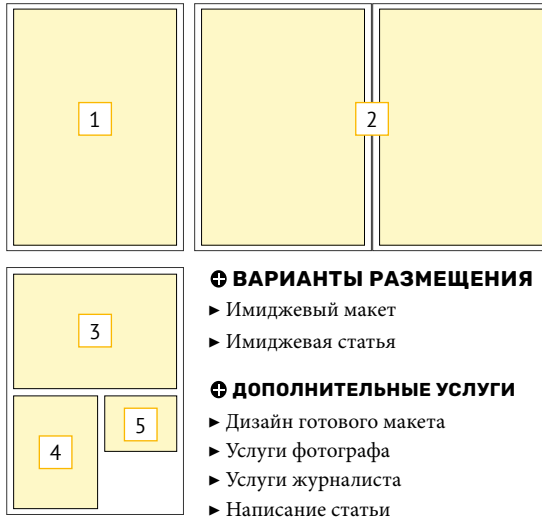 1
2
3
4
5
ВАРИАНТЫ РАЗМЕЩЕНИЯ
► Имиджевый макет
► Имиджевая статья
ДОПОЛНИТЕЛЬНЫЕ УСЛУГИ
► Дизайн готового макета
► Услуги фотографа
► Услуги журналиста
► Написание статьи